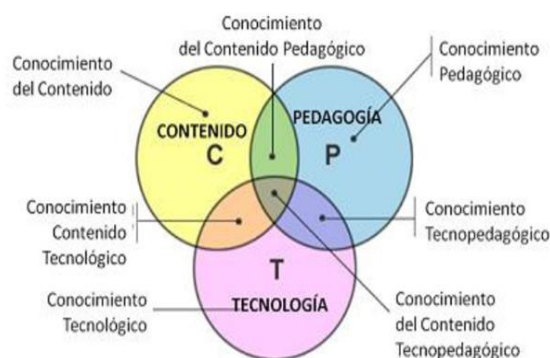 Conocimiento
del Contenido Pedagógico
Conocimiento
Pedagógico
Conocimiento
del Contenido
CONTENIDO
C
PEDAGOGÍA
P
Conocimiento
Contenido
Tecnológico
Conocimiento
Tecnopedagógico
T
TECNOLOGÍA
Conocimiento
Tecnológico
Conocimiento
del Contenido
Tecnopedagógico